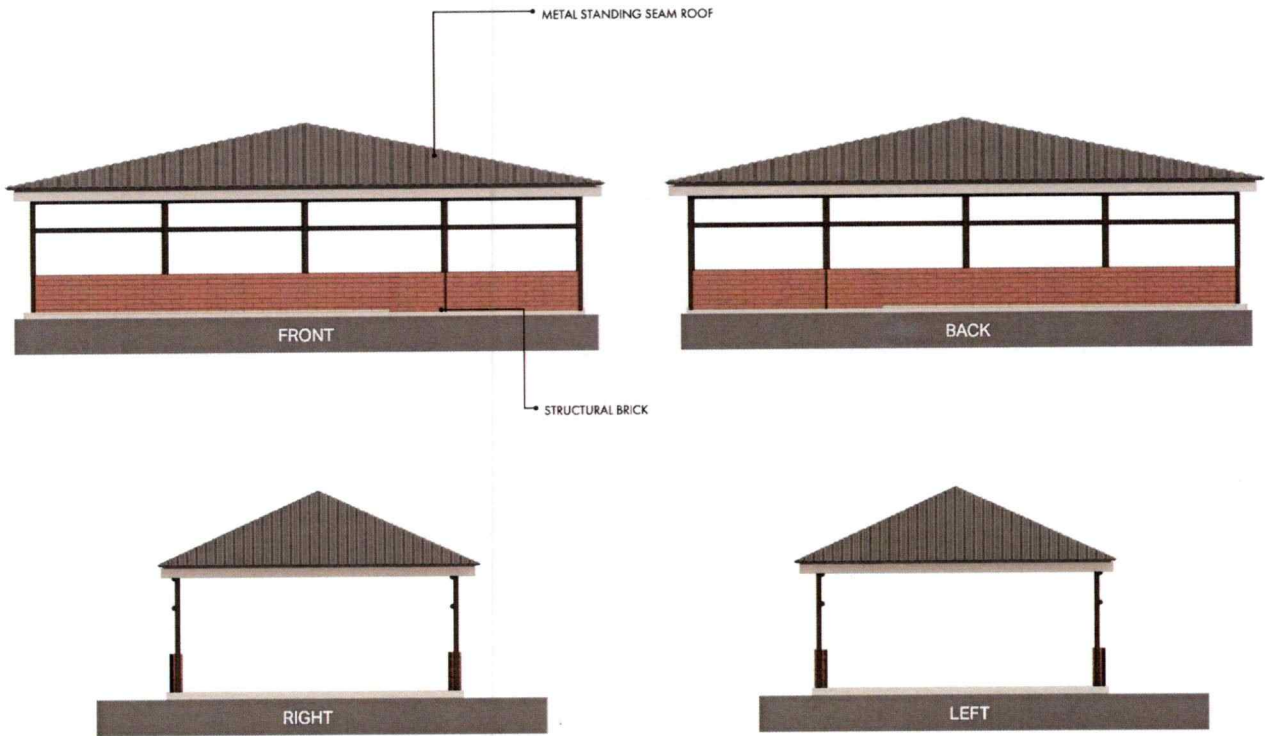 METAL STANDING SEAM ROOF
FRONT
BACK
STRUCTURAL BRICK
RIGHT
LEFT